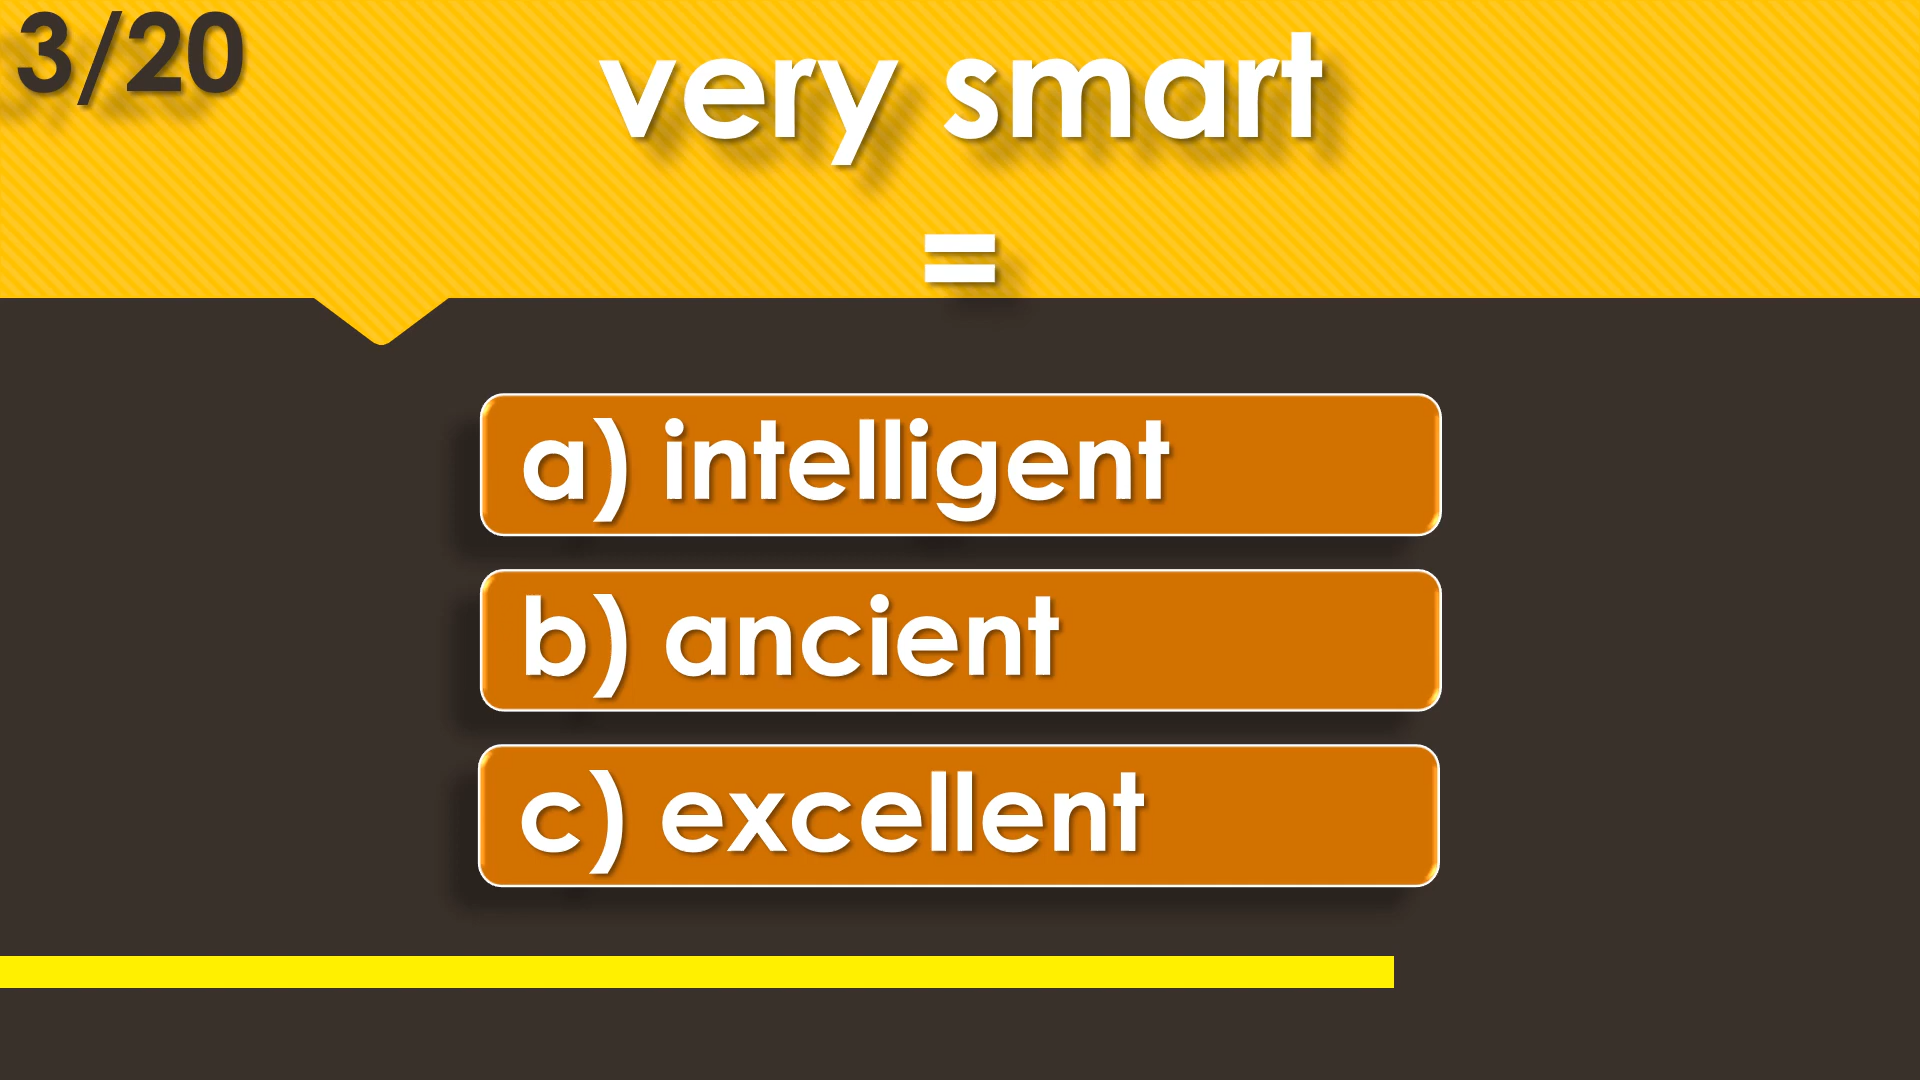 3/20
very smart
=
a) intelligent
b) ancient
c) excellent